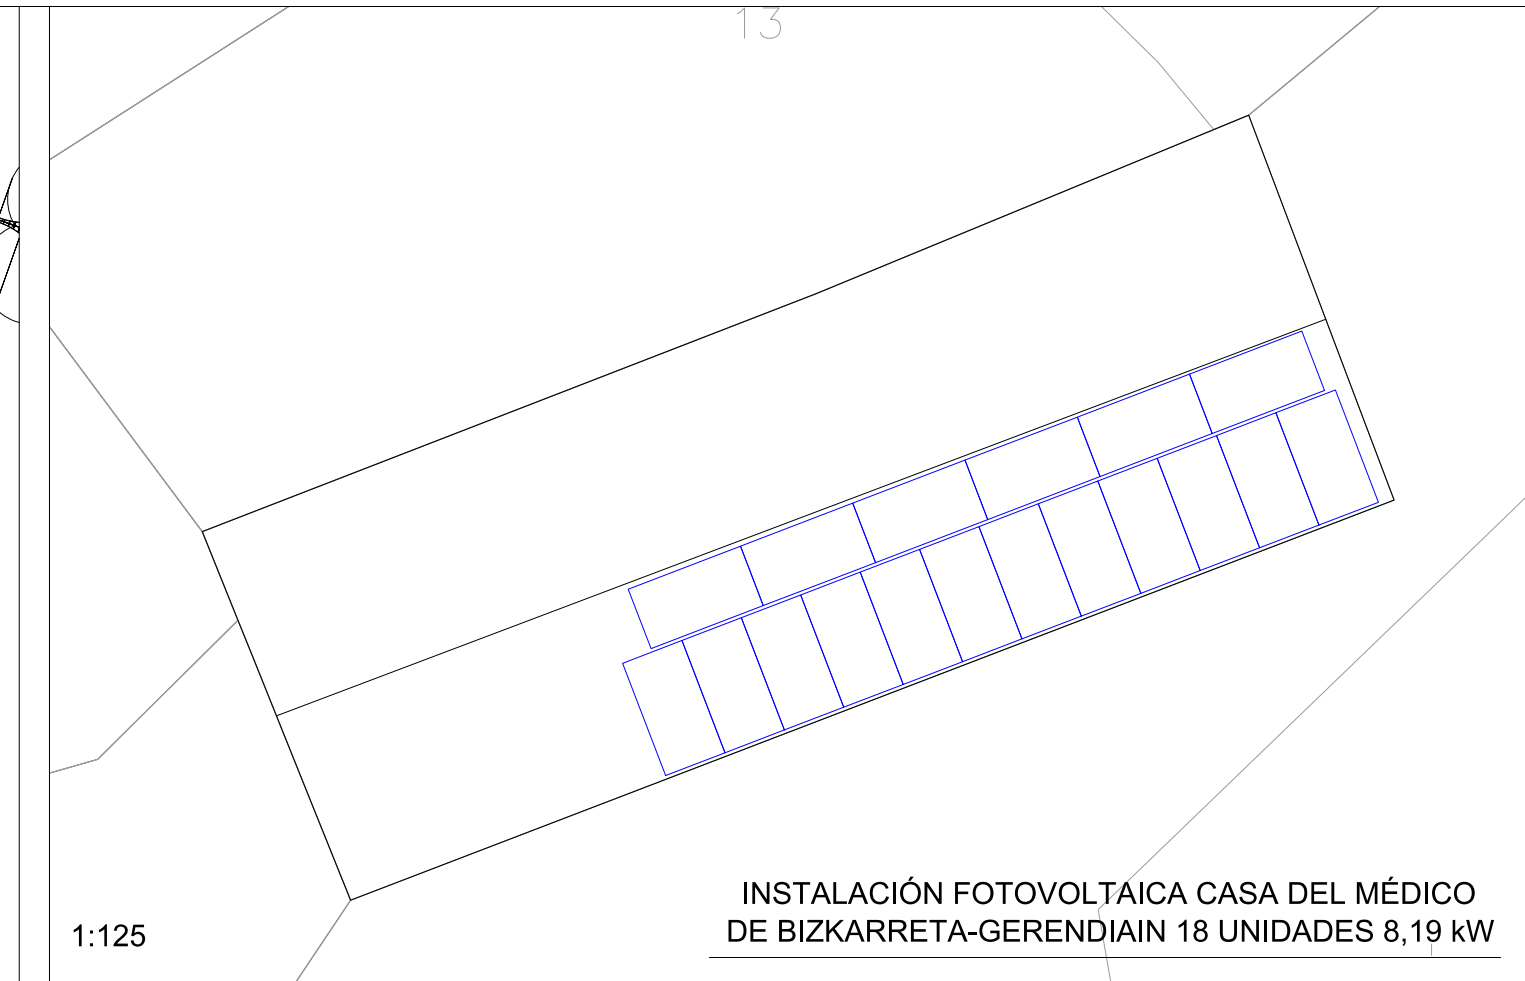 13
INSTALACIÓN FOTOVOLTAICA CASA DEL MÉDICO
DE BIZKARRETA-GERENDIAIN 18 UNIDADES 8,19 kW
1:125